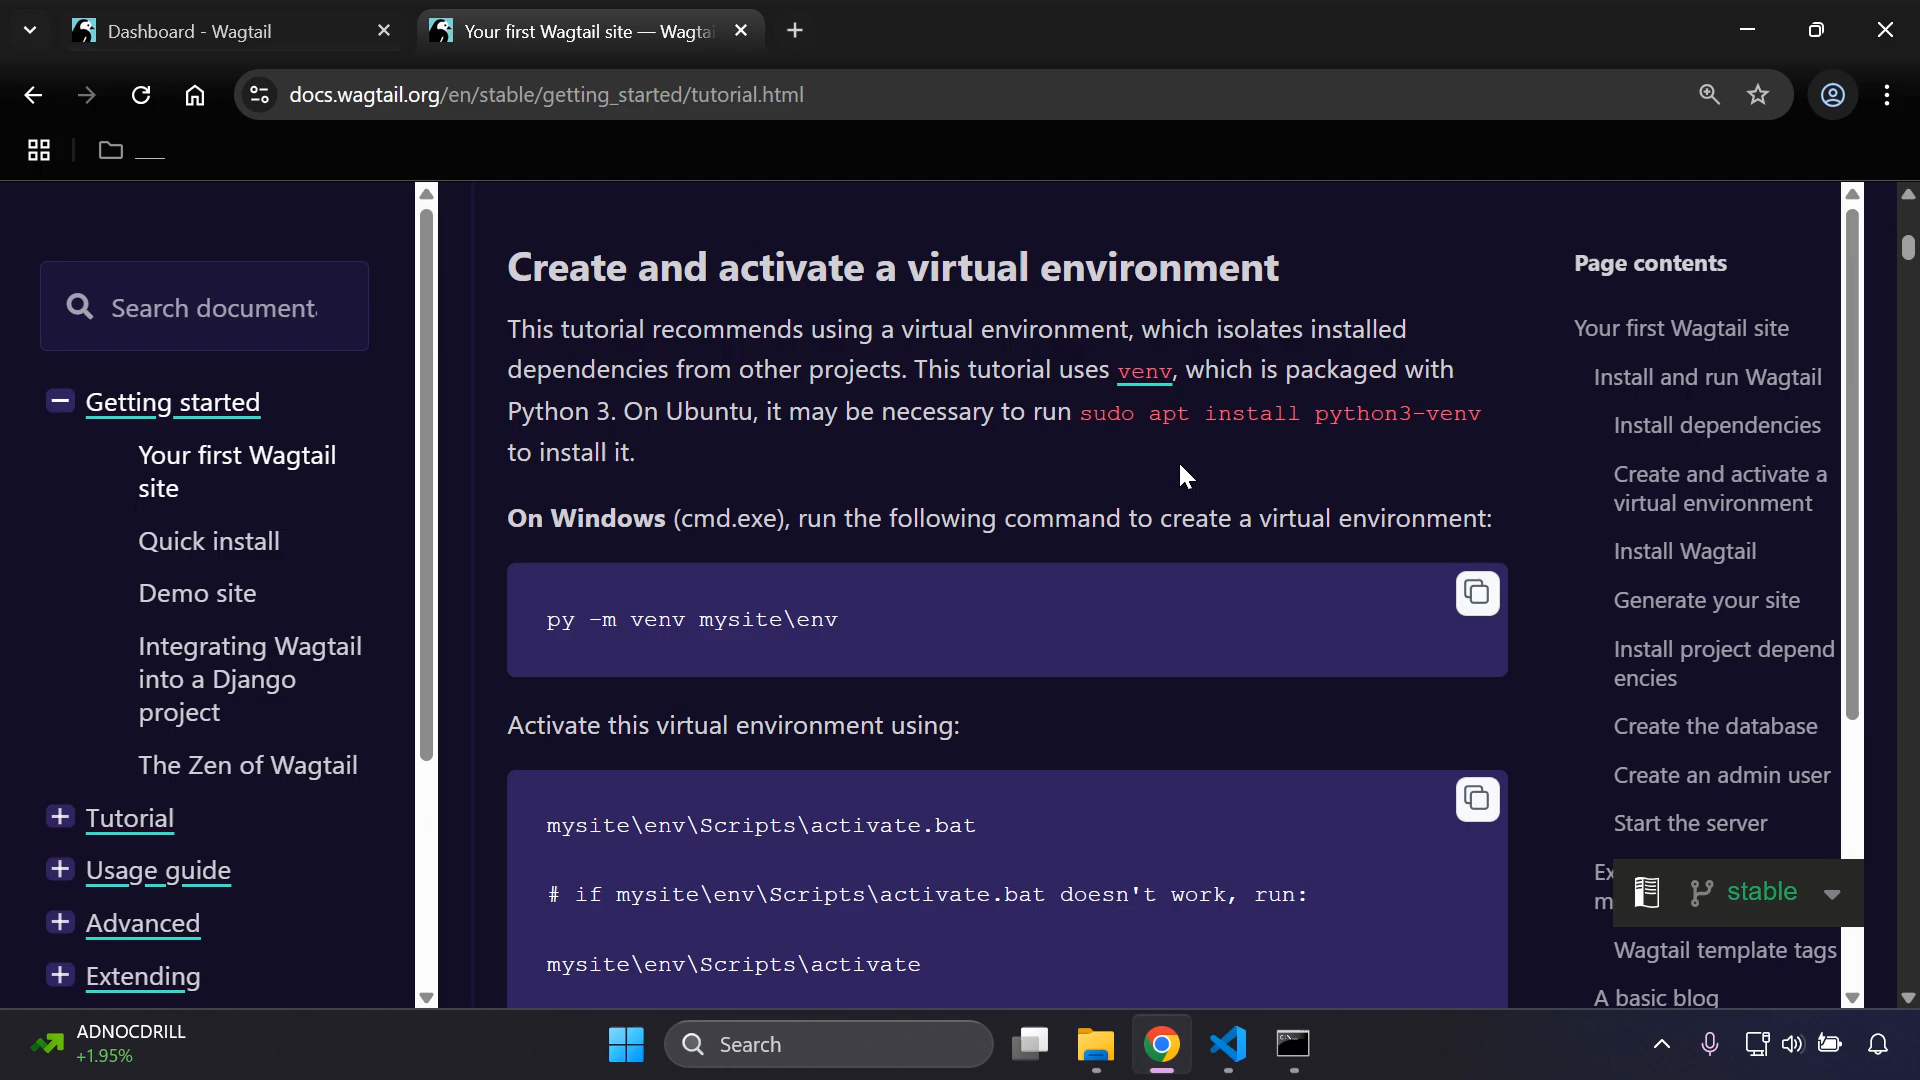 Dashboard - Wagtail
Your first Wagtail site — Wagta
docs.wagtail.org/en/stable/getting_started/tutorial.html
Search document
Getting started
Your first Wagtail
site
Quick install
Demo site
Integrating Wagtail
into a Django
project
The Zen of Wagtail
Tutorial
Usage guide
Advanced
Extending
Create and activate a virtual environment
This tutorial recommends using a virtual environment, which isolates installed
dependencies from other projects. This tutorial uses venv, which is packaged with
Python 3. On Ubuntu, it may be necessary to run sudo apt install python3-venv
to install it.
On Windows (cmd.exe), run the following command to create a virtual environment:
py -m venv mysite\env
Activate this virtual environment using:
mysite\env\Scripts\activate.bat
# if mysite\env\Scripts\activate.bat doesn't work, run:
mysite\env\Scripts\activate
Page contents
Your first Wagtail site
Install and run Wagtail
Install dependencies
Create and activate a
virtual environment
Install Wagtail
Generate your site
Install project depend
encies
Create the database
Create an admin user
Start the server
Ex
m
stable
Wagtail template tags
A basic blog
ADNOCDRILL
+1.95%
Search